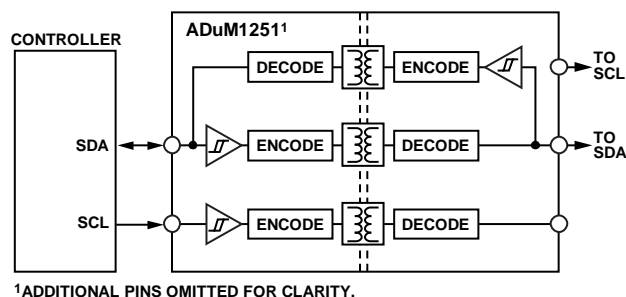 CONTROLLER
ADuM1251¹
DECODE
ENCODE
TO
SCL
SDA
ENCODE
DECODE
TO
SDA
SCL
ENCODE
DECODE
¹ADDITIONAL PINS OMITTED FOR CLARITY.